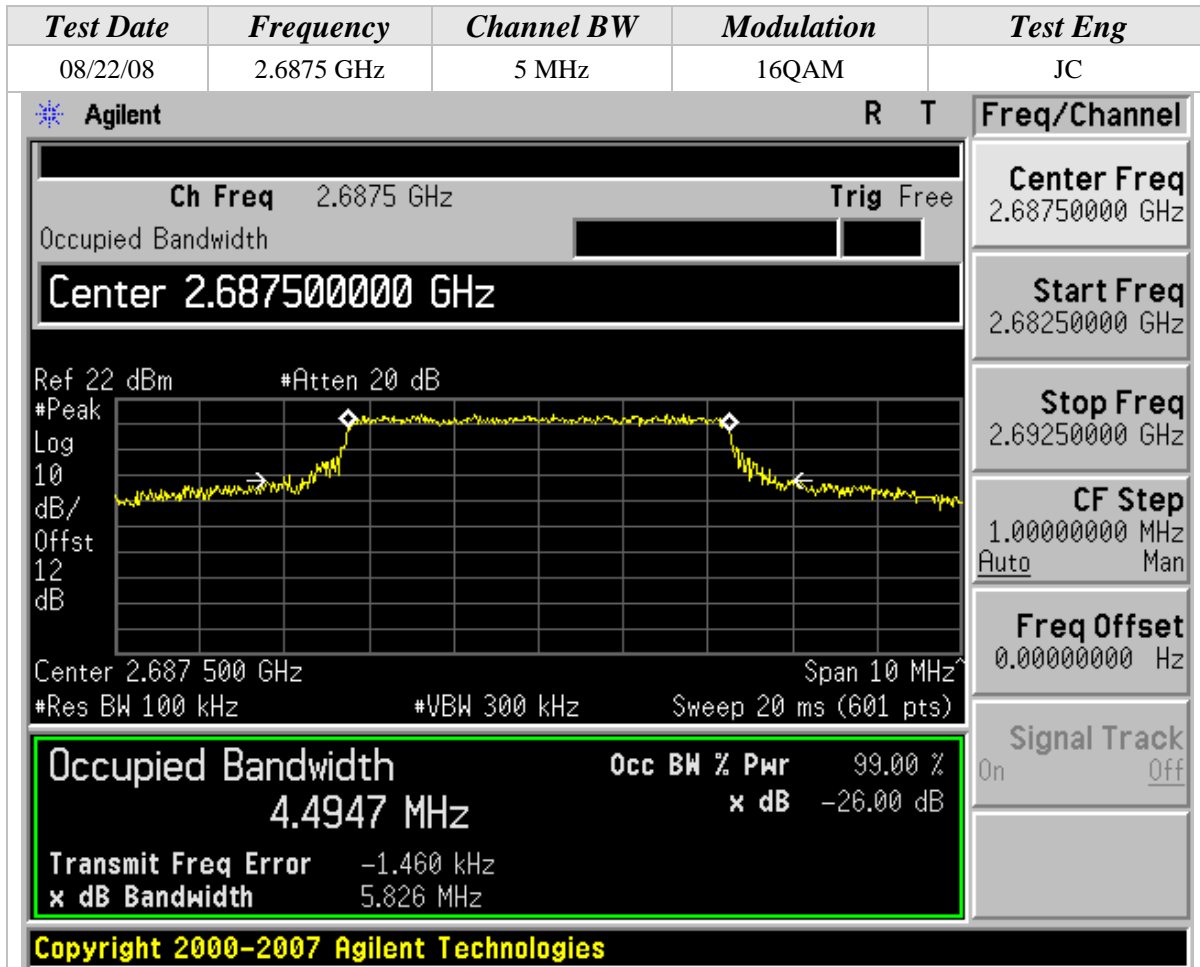 Test Date Frequency Channel BW Modulation Test Eng
08/22/08 2.6875 GHz 5 MHz 16QAM JC
Agilent R T Freq/Channel
Ch Freq 2.6875 GHz Trig Free
Occupied Bandwidth
Center 2.687500000 GHz
Ref 22 dBm #Atten 20 dB
#Peak
Log
10
dB/
Offst
12
dB
Center 2.687 500 GHz Span 10 MHz^
#Res BW 100 kHz #VBW 300 kHz Sweep 20 ms (601 pts)
Occupied Bandwidth Occ BW % Pwr 99.00 %
4.4947 MHz x dB -26.00 dB
Transmit Freq Error -1.460 kHz
x dB Bandwidth 5.826 MHz
Center Freq
2.68750000 GHz
Start Freq
2.68250000 GHz
Stop Freq
2.69250000 GHz
CF Step
1.00000000 MHz
Auto Man
Freq Offset
0.00000000 Hz
Signal Track
On Off
Copyright 2000-2007 Agilent Technologies